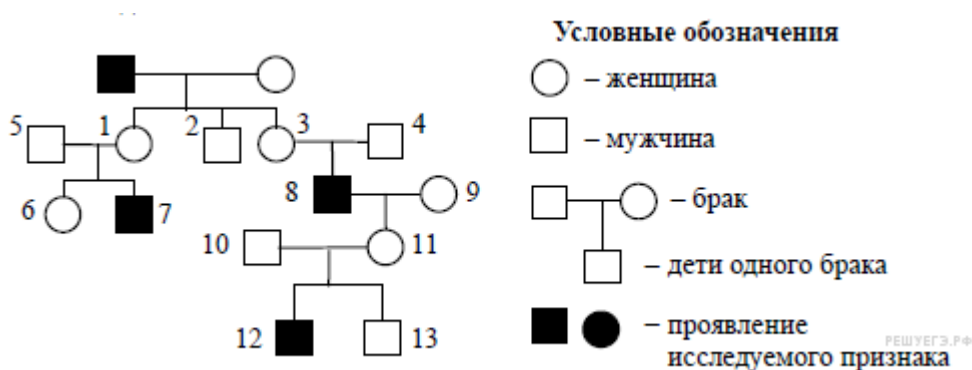 Условные обозначения
– женщина
5
1
2
3
4
– мужчина
8
9
6
7
– брак
10
11
– дети одного брака
12
13
– проявление
исследуемого признака
РЕШУЕГЭ.РФ